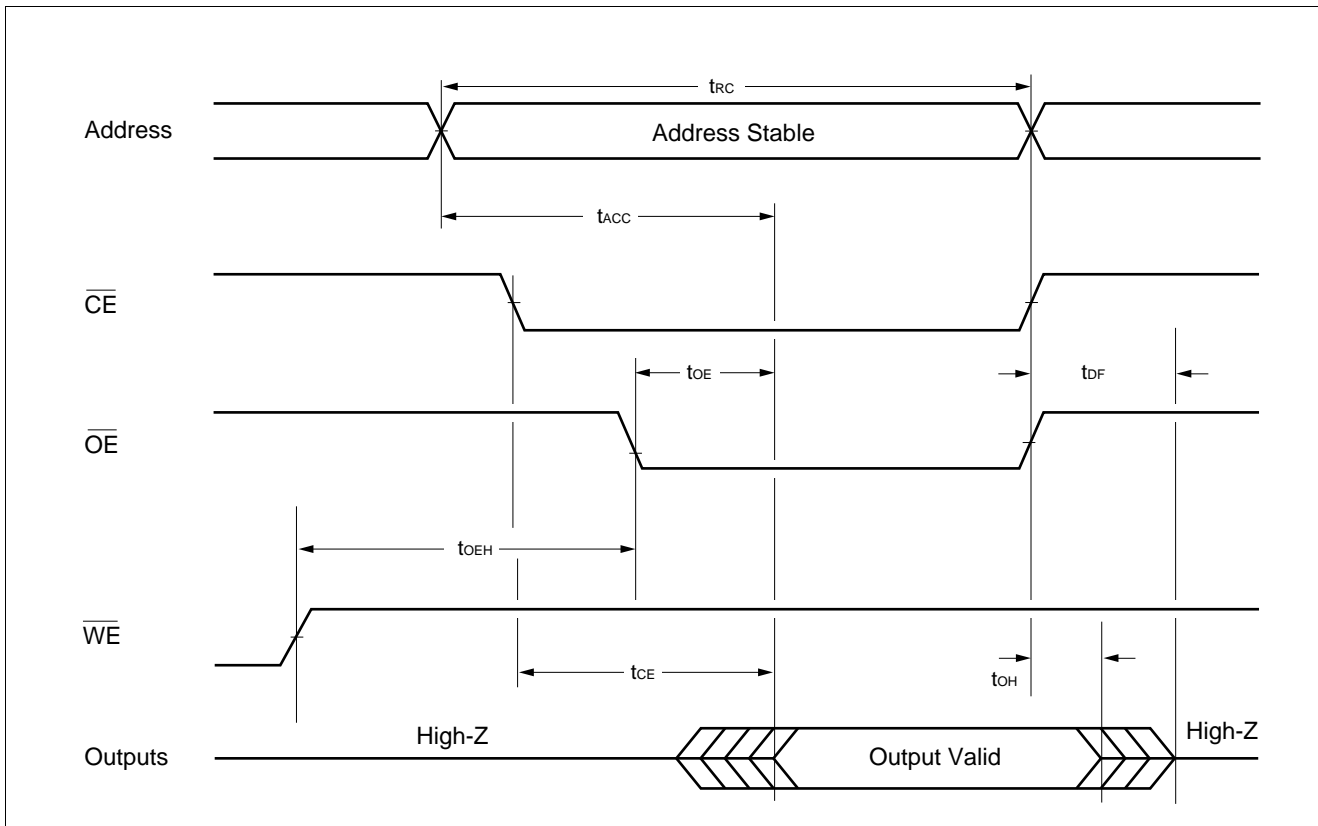 tRC
Address
Address Stable
tACC
CE
tOE
tDF
OE
tOEH
WE
tCE
tOH
High-Z
High-Z
Outputs
Output Valid